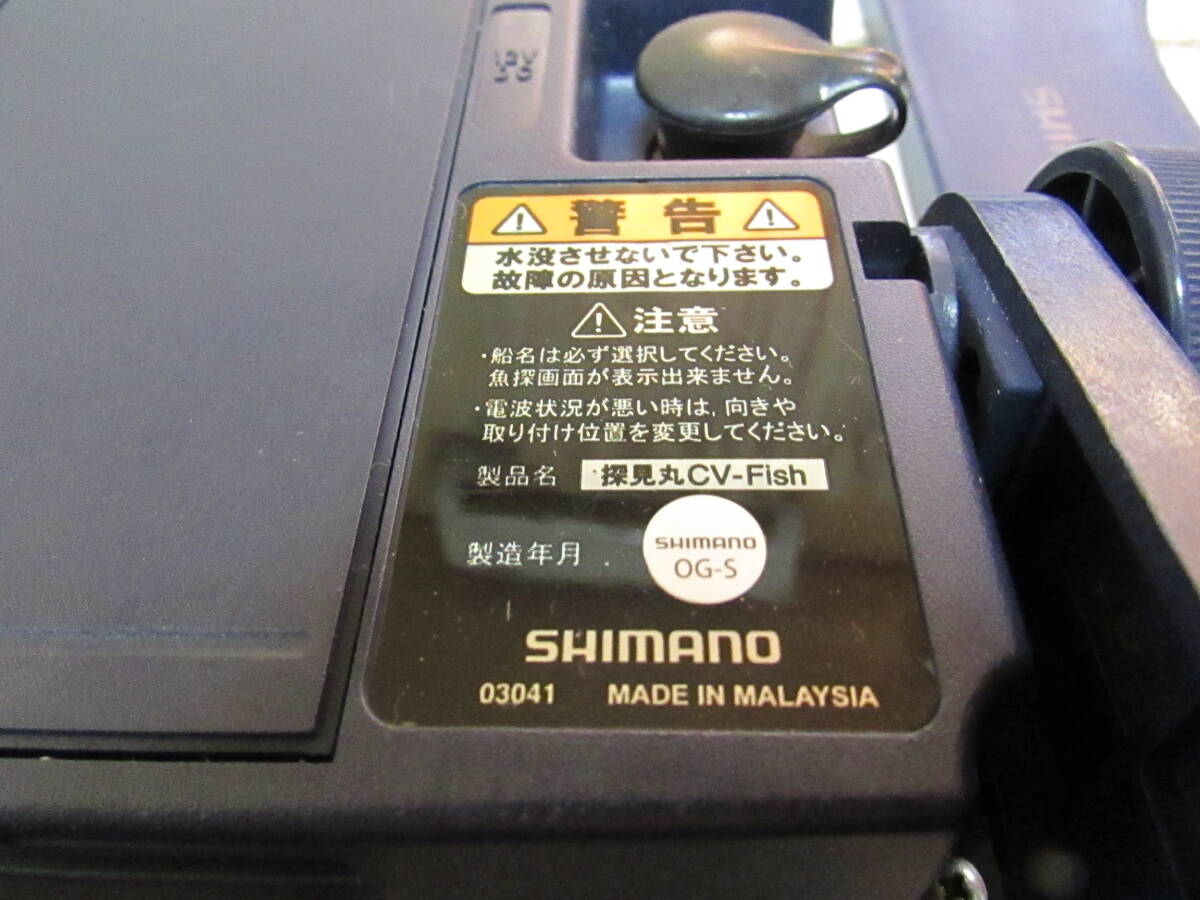 警告
水没させないで下さい。
故障の原因となります。
注意
・船名は必ず選択してください。
魚探画面が表示出来ません。
・電波状況が悪い時は,向きや
取り付け位置を変更してください。
製品名 探見丸CV-Fish
製造年月
SHIMANO
OG-S
SHIMANO
03041 MADE IN MALAYSIA